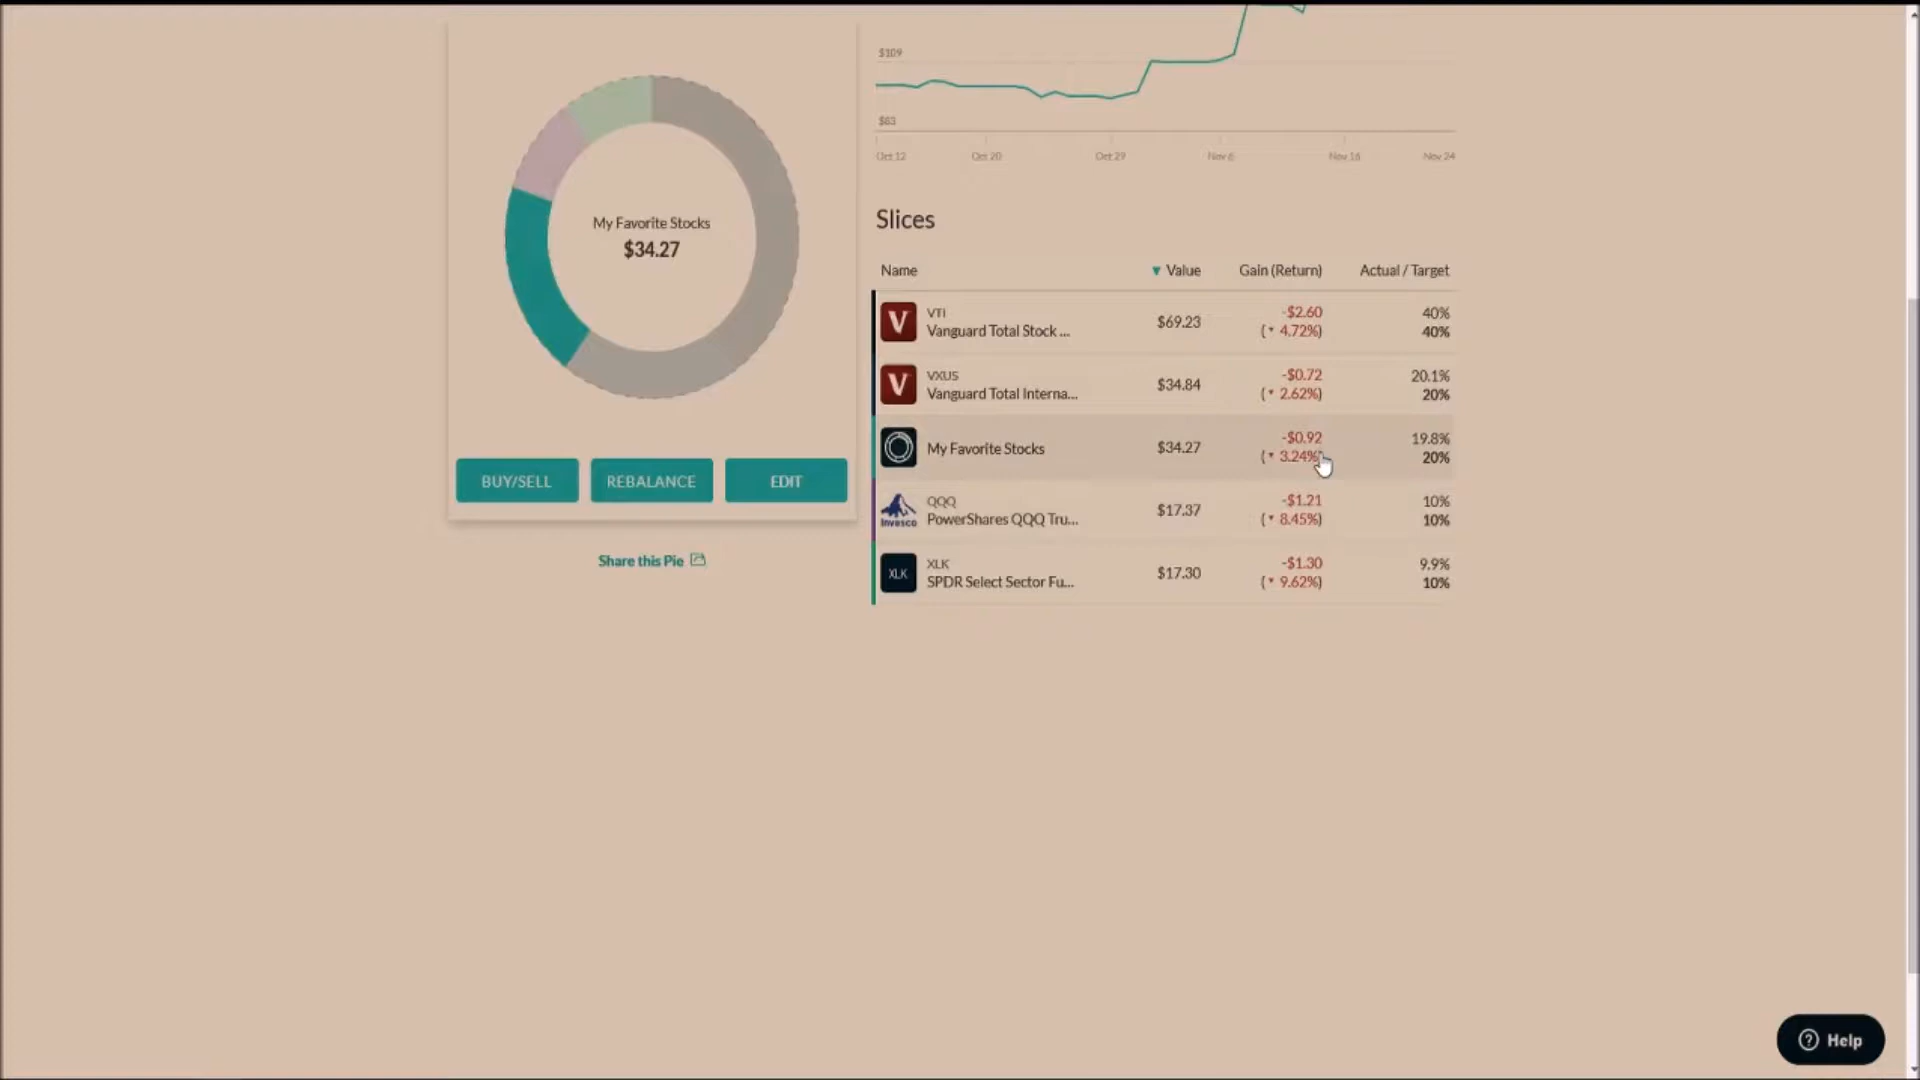 $109
$83
Oct 12 Oct 20 Oct 29 Nov 6 Nov 16 Nov 24
My Favorite Stocks
$34.27
BUY/SELL REBALANCE EDIT
Share this Pie
Slices
Name ▼ Value Gain (Return) Actual / Target
V VTI
Vanguard Total Stock ... $69.23 -$2.60 40%
(▼ 4.72%) 40%
V VXUS
Vanguard Total Interna... $34.84 -$0.72 20.1%
(▼ 2.62%) 20%
My Favorite Stocks $34.27 -$0.92 19.8%
(▼ 3.24%) 20%
Invesco QQQ
PowerShares QQQ Tru... $17.37 -$1.21 10%
(▼ 8.45%) 10%
XLK XLK
SPDR Select Sector Fu... $17.30 -$1.30 9.9%
(▼ 9.62%) 10%
? Help